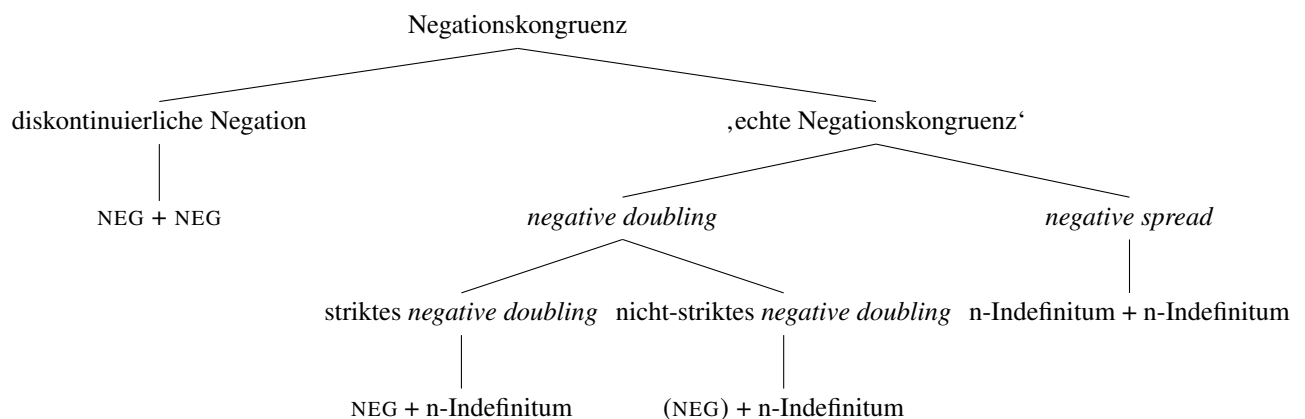 Negationskongruenz
diskontinuierliche Negation ‚echte Negationskongruenz‘
NEG + NEG negative doubling negative spread
striktes negative doubling nicht-striktes negative doubling n-Indefinitum + n-Indefinitum
NEG + n-Indefinitum (NEG) + n-Indefinitum